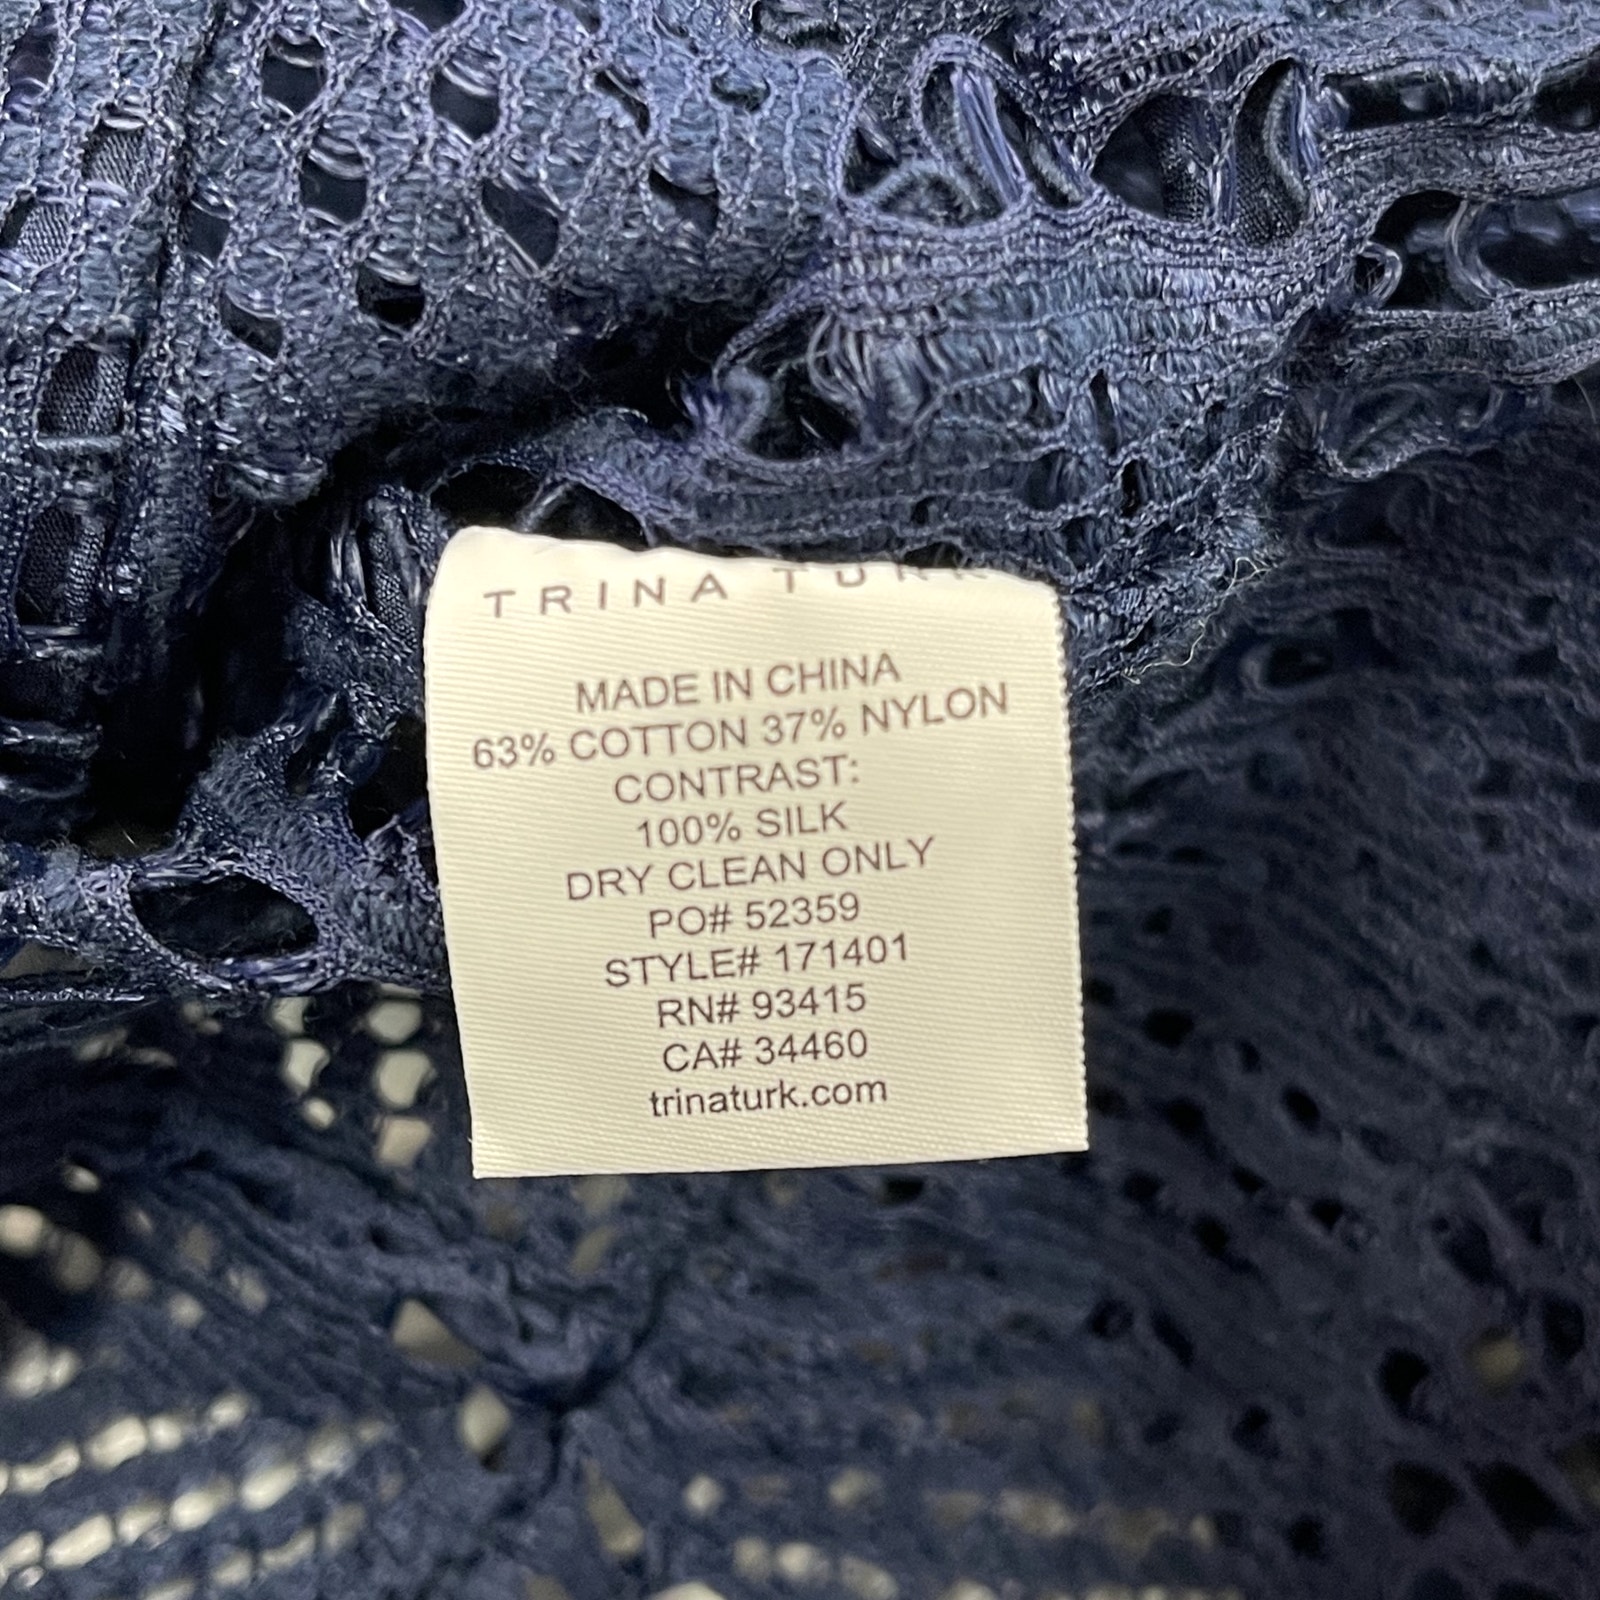 TRINA TURK
MADE IN CHINA
63% COTTON 37% NYLON
CONTRAST:
100% SILK
DRY CLEAN ONLY
PO# 52359
STYLE# 171401
RN# 93415
CA# 34460
trinaturk.com